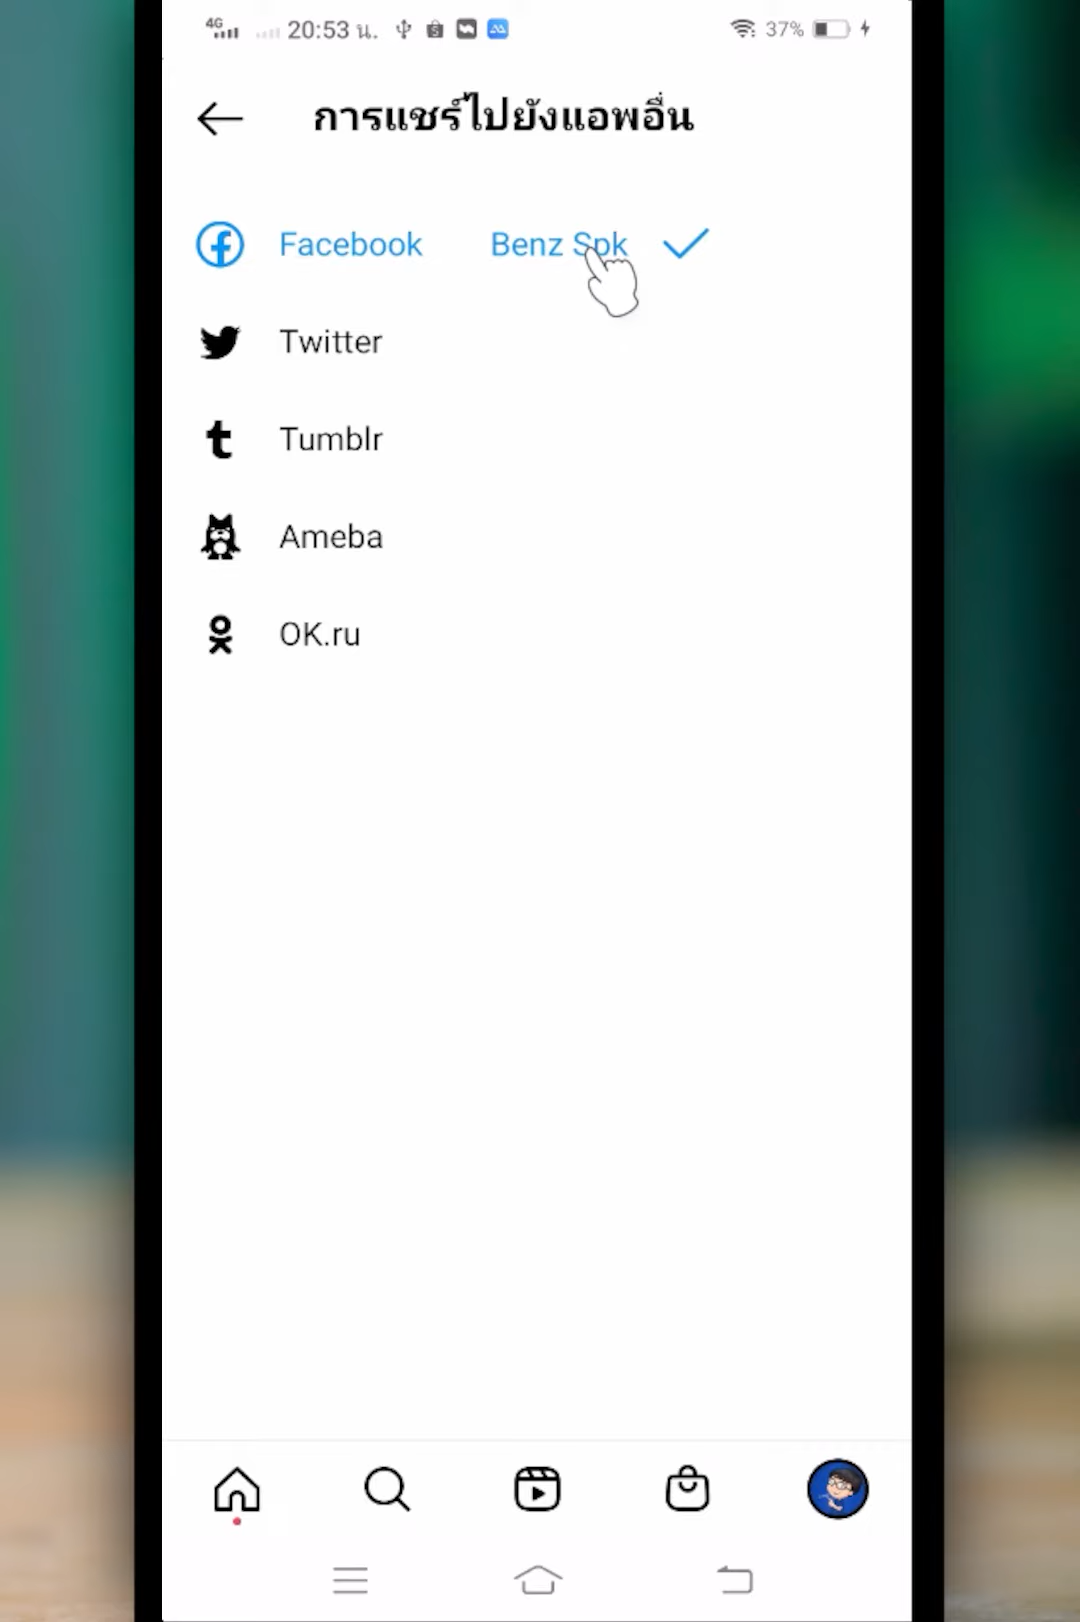 4G 20:53 น. 37%
การแชร์ไปยังแอพอื่น
Facebook Benz Spk
Twitter
Tumblr
Ameba
OK.ru